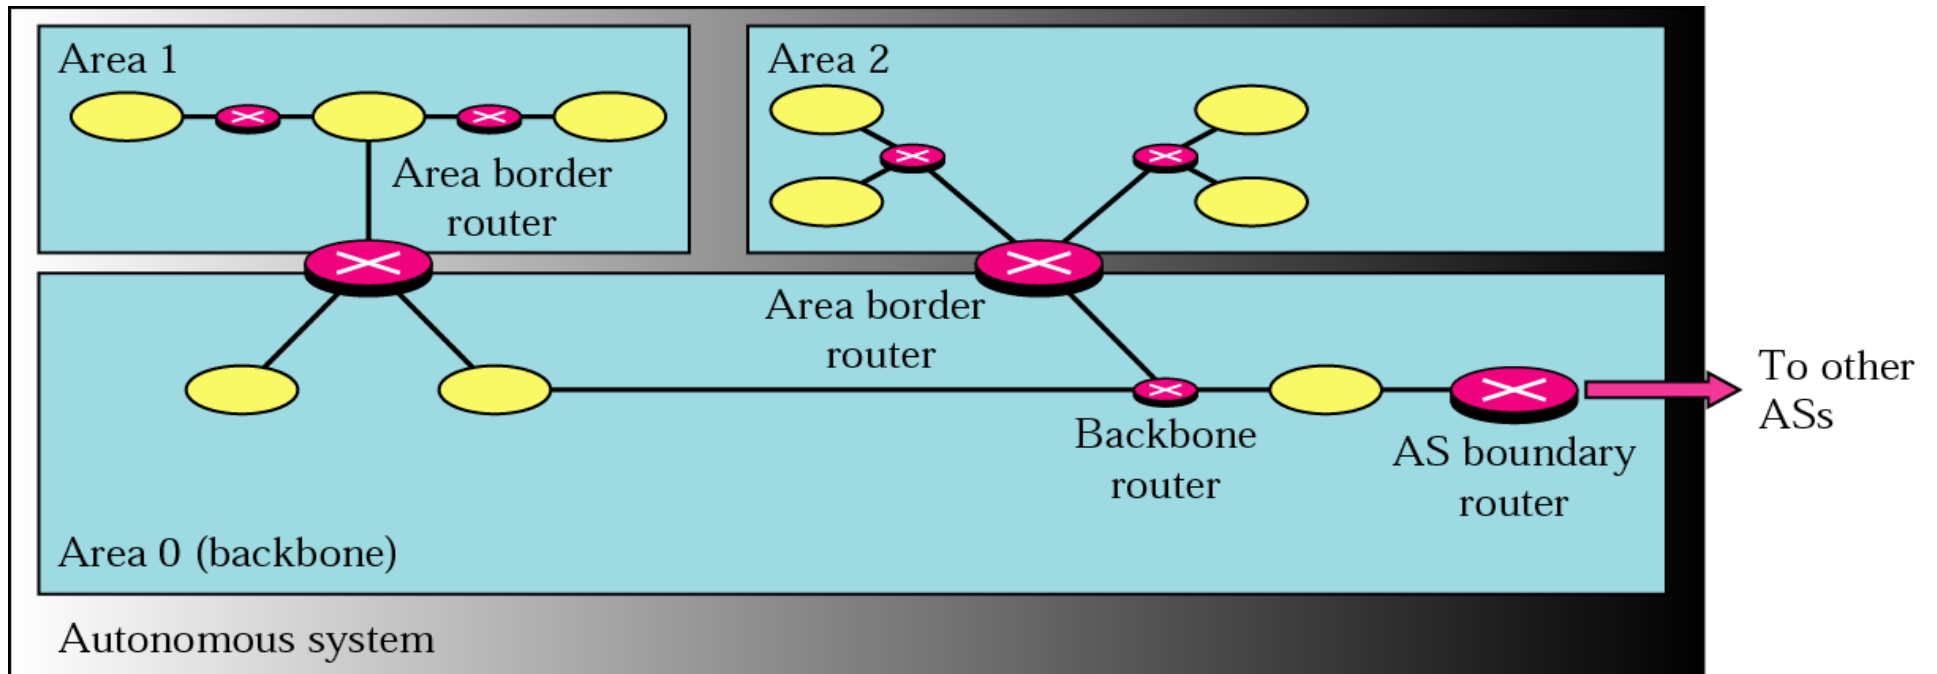 Area 1
Area 2
Area border
router
Area border
router
To other
ASs
Backbone
router
AS boundary
router
Area 0 (backbone)
Autonomous system